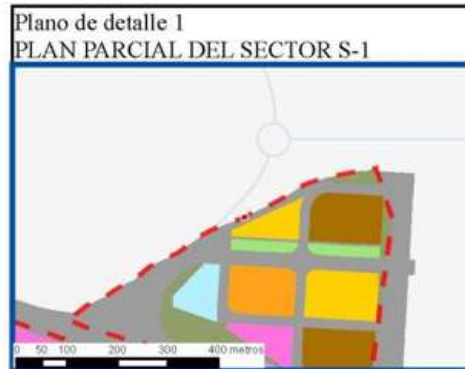 Plano de detalle 1
PLAN PARCIAL DEL SECTOR S-1
0 50 100 200 300 400 metros